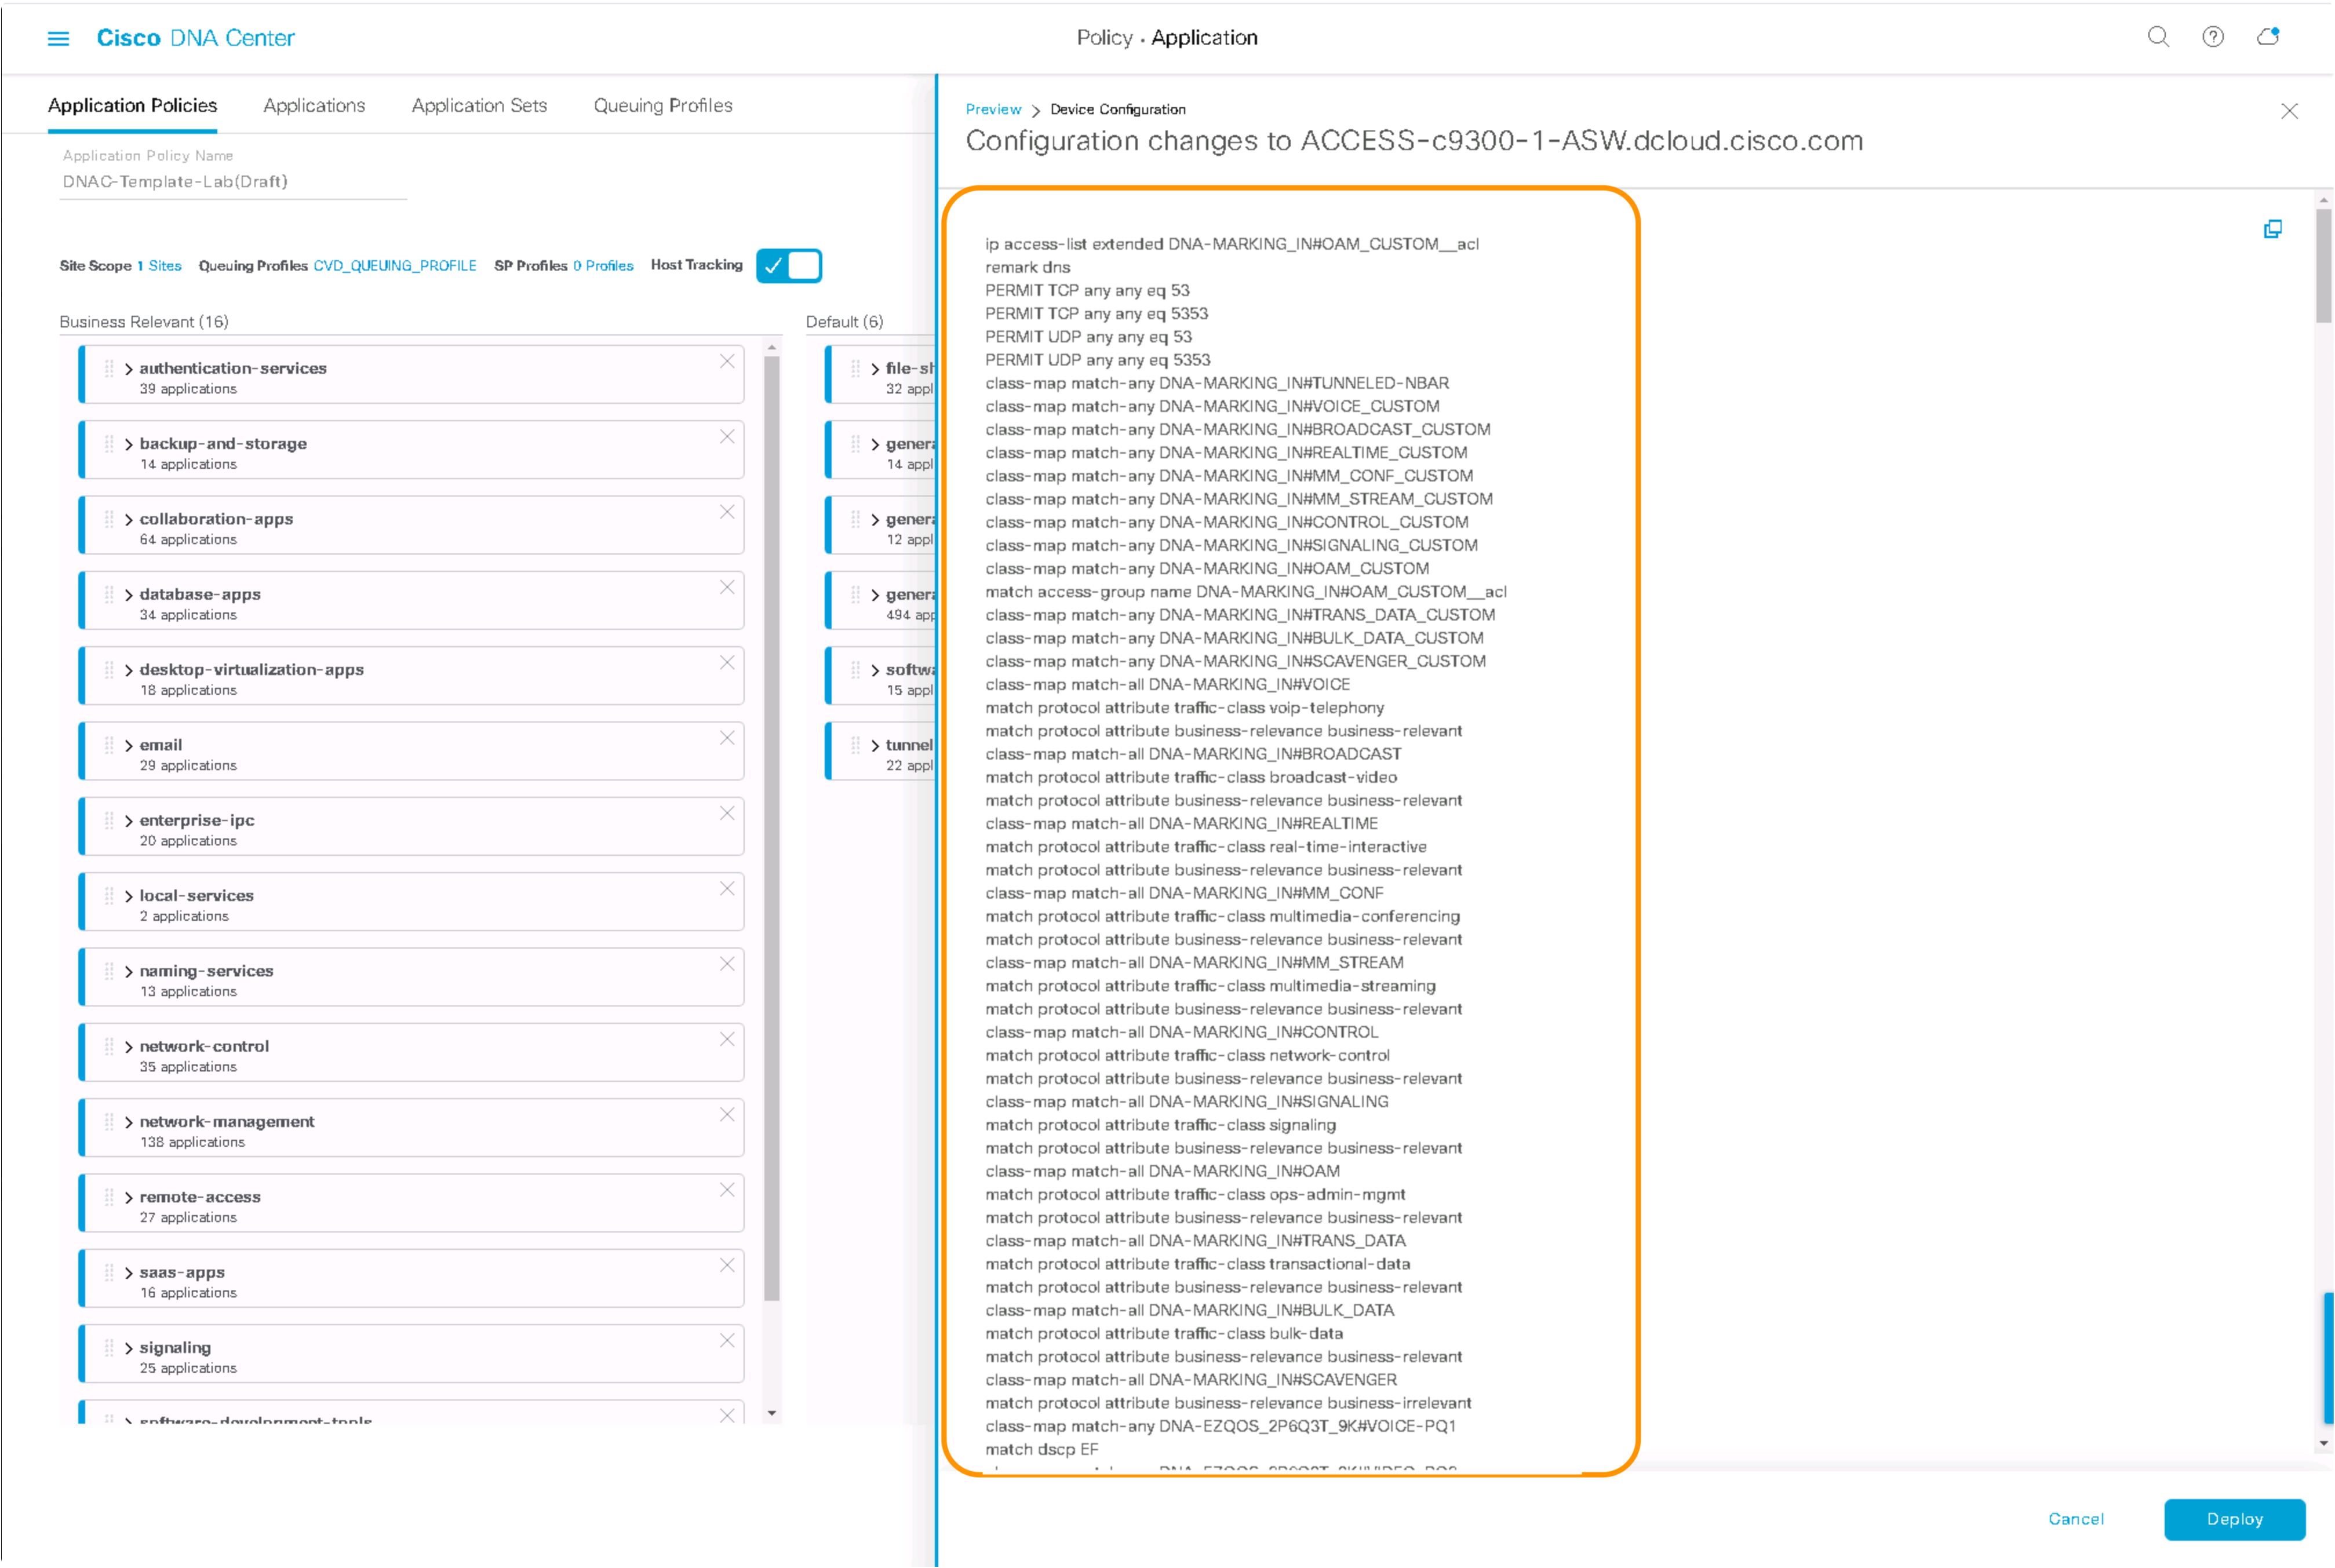 Cisco DNA Center
Policy · Application
Application Policies
Applications
Application Sets
Queuing Profiles
Application Policy Name
DNAC-Template-Lab(Draft)
Site Scope 1 Sites Queuing Profiles CVD_QUEUING_PROFILE SP Profiles 0 Profiles Host Tracking
Business Relevant (16)
authentication-services
39 applications
backup-and-storage
14 applications
collaboration-apps
64 applications
database-apps
34 applications
desktop-virtualization-apps
18 applications
email
29 applications
enterprise-ipc
20 applications
local-services
2 applications
naming-services
13 applications
network-control
35 applications
network-management
138 applications
remote-access
27 applications
saas-apps
16 applications
signaling
25 applications
software-development-tools
Default (6)
file-sh
32 appl
genera
14 appl
genera
12 appl
genera
494 app
softwa
15 appl
tunnel
22 appl
Preview > Device Configuration
Configuration changes to ACCESS-c9300-1-ASW.dcloud.cisco.com
ip access-list extended DNA-MARKING_IN#OAM_CUSTOM__acl
remark dns
PERMIT TCP any any eq 53
PERMIT TCP any any eq 5353
PERMIT UDP any any eq 53
PERMIT UDP any any eq 5353
class-map match-any DNA-MARKING_IN#TUNNELED-NBAR
class-map match-any DNA-MARKING_IN#VOICE_CUSTOM
class-map match-any DNA-MARKING_IN#BROADCAST_CUSTOM
class-map match-any DNA-MARKING_IN#REALTIME_CUSTOM
class-map match-any DNA-MARKING_IN#MM_CONF_CUSTOM
class-map match-any DNA-MARKING_IN#MM_STREAM_CUSTOM
class-map match-any DNA-MARKING_IN#CONTROL_CUSTOM
class-map match-any DNA-MARKING_IN#SIGNALING_CUSTOM
class-map match-any DNA-MARKING_IN#OAM_CUSTOM
match access-group name DNA-MARKING_IN#OAM_CUSTOM__acl
class-map match-any DNA-MARKING_IN#TRANS_DATA_CUSTOM
class-map match-any DNA-MARKING_IN#BULK_DATA_CUSTOM
class-map match-any DNA-MARKING_IN#SCAVENGER_CUSTOM
class-map match-all DNA-MARKING_IN#VOICE
match protocol attribute traffic-class voip-telephony
match protocol attribute business-relevance business-relevant
class-map match-all DNA-MARKING_IN#BROADCAST
match protocol attribute traffic-class broadcast-video
match protocol attribute business-relevance business-relevant
class-map match-all DNA-MARKING_IN#REALTIME
match protocol attribute traffic-class real-time-interactive
match protocol attribute business-relevance business-relevant
class-map match-all DNA-MARKING_IN#MM_CONF
match protocol attribute traffic-class multimedia-conferencing
match protocol attribute business-relevance business-relevant
class-map match-all DNA-MARKING_IN#MM_STREAM
match protocol attribute traffic-class multimedia-streaming
match protocol attribute business-relevance business-relevant
class-map match-all DNA-MARKING_IN#CONTROL
match protocol attribute traffic-class network-control
match protocol attribute business-relevance business-relevant
class-map match-all DNA-MARKING_IN#SIGNALING
match protocol attribute traffic-class signaling
match protocol attribute business-relevance business-relevant
class-map match-all DNA-MARKING_IN#OAM
match protocol attribute traffic-class ops-admin-mgmt
match protocol attribute business-relevance business-relevant
class-map match-all DNA-MARKING_IN#TRANS_DATA
match protocol attribute traffic-class transactional-data
match protocol attribute business-relevance business-relevant
class-map match-all DNA-MARKING_IN#BULK_DATA
match protocol attribute traffic-class bulk-data
match protocol attribute business-relevance business-relevant
class-map match-all DNA-MARKING_IN#SCAVENGER
match protocol attribute business-relevance business-irrelevant
class-map match-any DNA-EZQOS_2P6Q3T_9K#VOICE-PQ1
match dscp EF
Cancel
Deploy